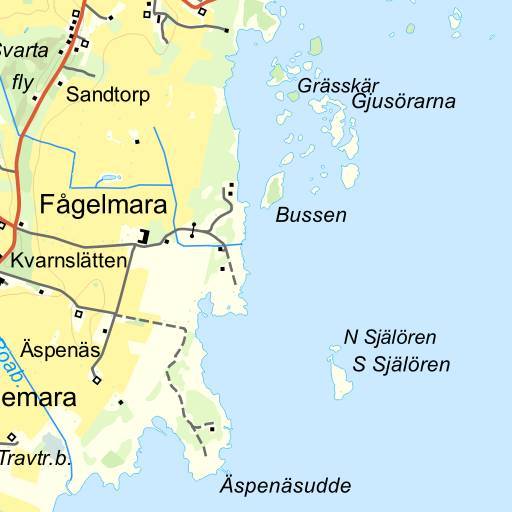 Svarta
fly
Sandtorp
Grässkär
Gjusörarna
Fågelmara
Bussen
Kvarnslätten
N Själören
S Själören
Äspenäs
Roab.
emara
Travtr.b.
Äspenäsudde